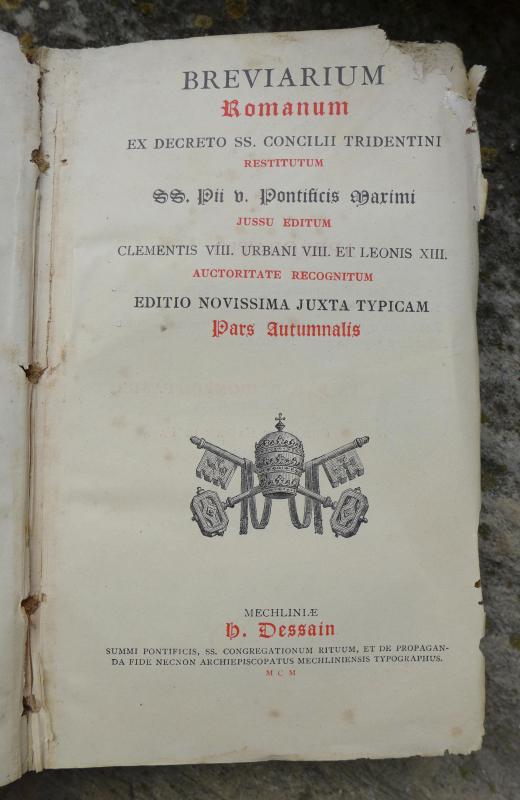 BREVIARIUM
Romanum
EX DECRETO SS. CONCILII TRIDENTINI
RESTITUTUM
SS. Pii v. Pontificis Maximi
JUSSU EDITUM
CLEMENTIS VIII. URBANI VIII. ET LEONIS XIII.
AUCTORITATE RECOGNITUM
EDITIO NOVISSIMA JUXTA TYPICAM
Pars Autumnalis
MECHLINIÆ
H. Dessain
SUMMI PONTIFICIS, SS. CONGREGATIONUM RITUUM, ET DE PROPAGAN-
DA FIDE NECNON ARCHIEPISCOPATUS MECHLINIENSIS TYPOGRAPHUS.
MCM